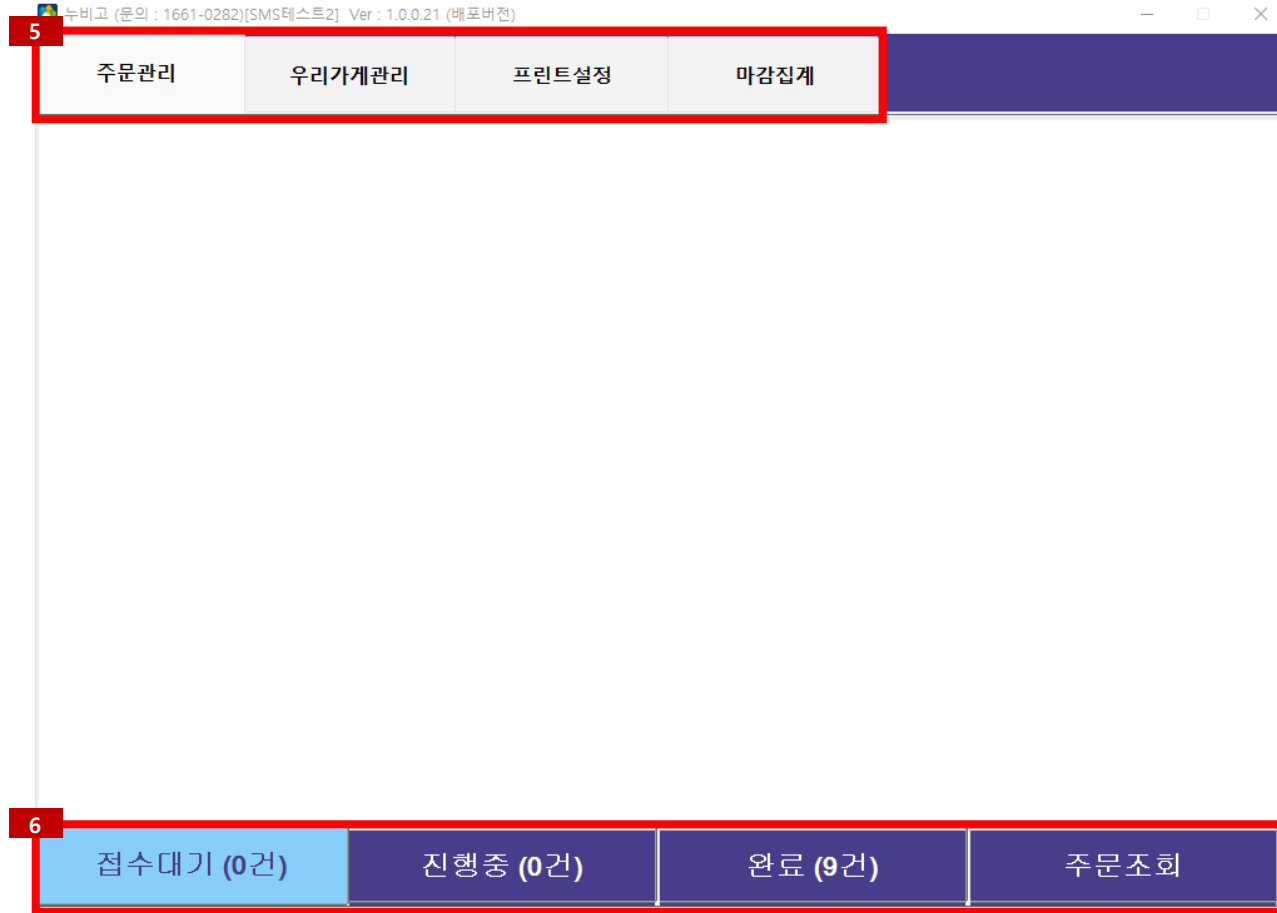 누비고 (문의 : 1661-0282)[SMS테스트2] Ver : 1.0.0.21 (배포버전)
5
주문관리 우리가게관리 프린트설정 마감집계
6
접수대기 (0건) 진행중 (0건) 완료 (9건) 주문조회